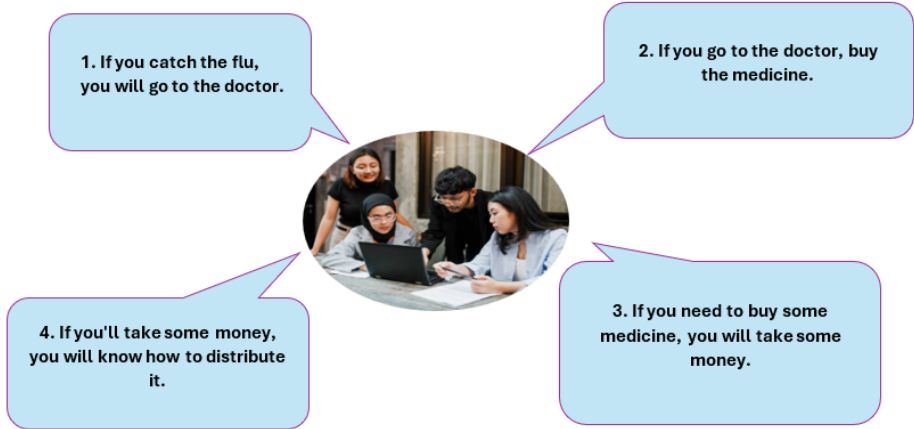 1. If you catch the flu,
you will go to the doctor.
2. If you go to the doctor, buy
the medicine.
3. If you need to buy some
medicine, you will take some
money.
4. If you'll take some money,
you will know how to distribute
it.